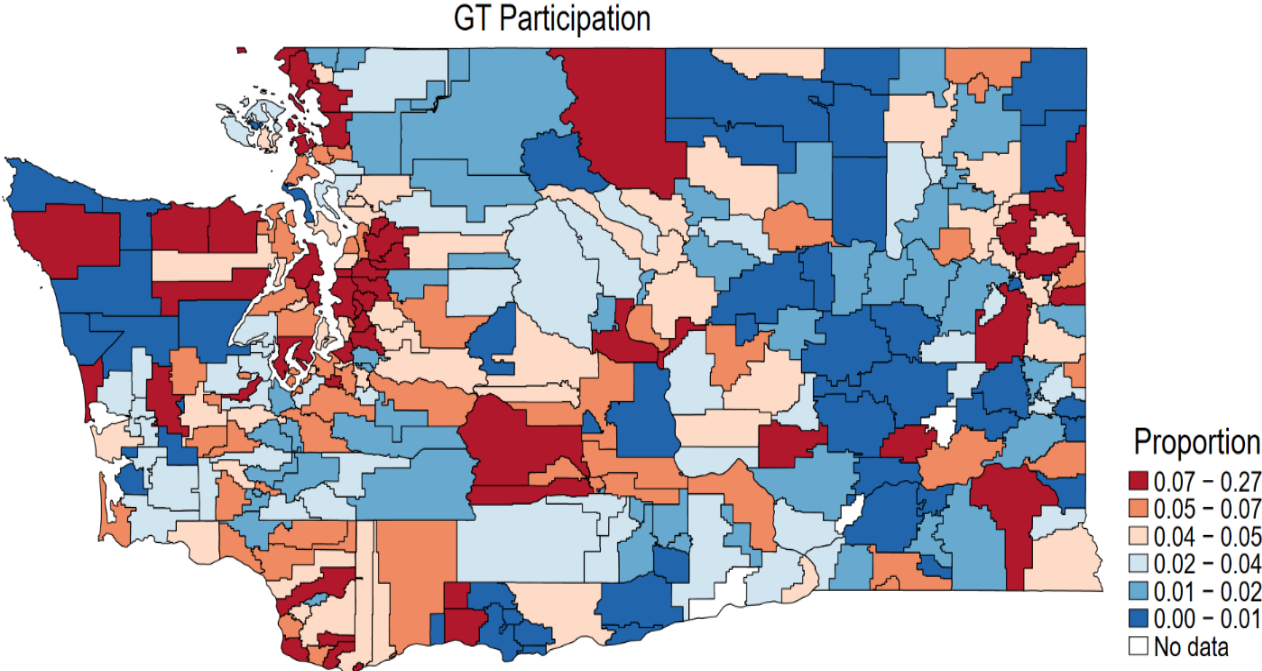 GT Participation
Proportion
0.07 − 0.27
0.05 − 0.07
0.04 − 0.05
0.02 − 0.04
0.01 − 0.02
0.00 − 0.01
No data